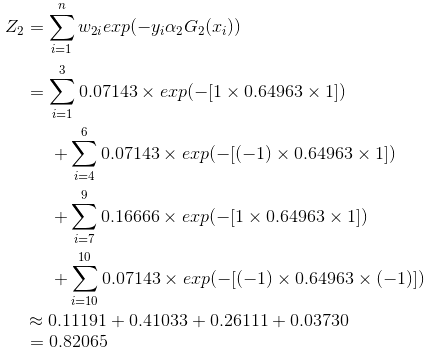 Z_2 = \sum_{i=1}^{n} w_{2i} exp(-y_i \alpha_2 G_2(x_i))
= \sum_{i=1}^{3} 0.07143 \times exp(-[1 \times 0.64963 \times 1])
+ \sum_{i=4}^{6} 0.07143 \times exp(-[(-1) \times 0.64963 \times 1])
+ \sum_{i=7}^{9} 0.16666 \times exp(-[1 \times 0.64963 \times 1])
+ \sum_{i=10}^{10} 0.07143 \times exp(-[(-1) \times 0.64963 \times (-1)])
\approx 0.11191 + 0.41033 + 0.26111 + 0.03730
= 0.82065